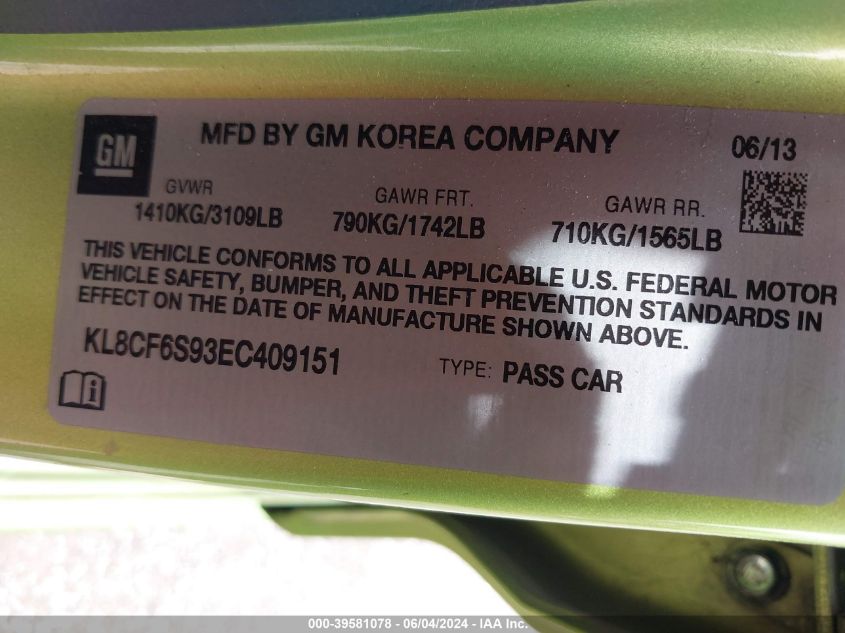 GM
MFD BY GM KOREA COMPANY
06/13
GVWR
1410KG/3109LB
GAWR FRT.
790KG/1742LB
GAWR RR.
710KG/1565LB
THIS VEHICLE CONFORMS TO ALL APPLICABLE U.S. FEDERAL MOTOR
VEHICLE SAFETY, BUMPER, AND THEFT PREVENTION STANDARDS IN
EFFECT ON THE DATE OF MANUFACTURE SHOWN ABOVE.
KL8CF6S93EC409151
TYPE: PASS CAR
000-39581078 - 06/04/2024 - IAA Inc.